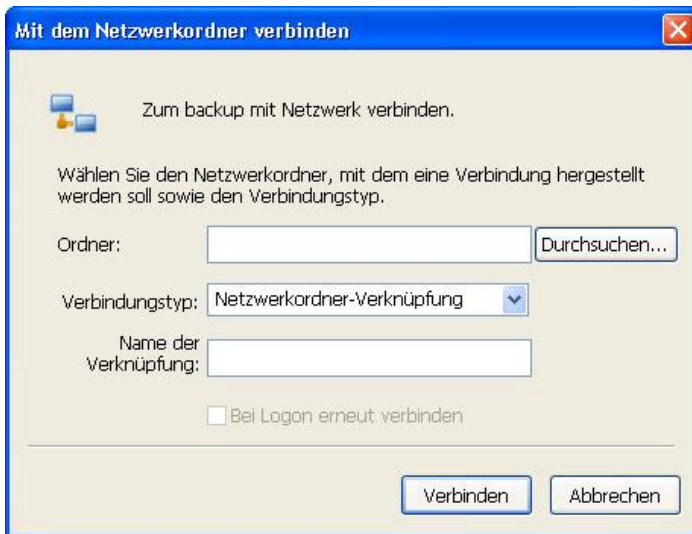 Mit dem Netzwerkordner verbinden
Zum backup mit Netzwerk verbinden.
Wählen Sie den Netzwerkordner, mit dem eine Verbindung hergestellt
werden soll sowie den Verbindungstyp.
Ordner:
Durchsuchen...
Verbindungstyp: Netzwerkordner-Verknüpfung
Name der
Verknüpfung:
Bei Logon erneut verbinden
Verbinden
Abbrechen